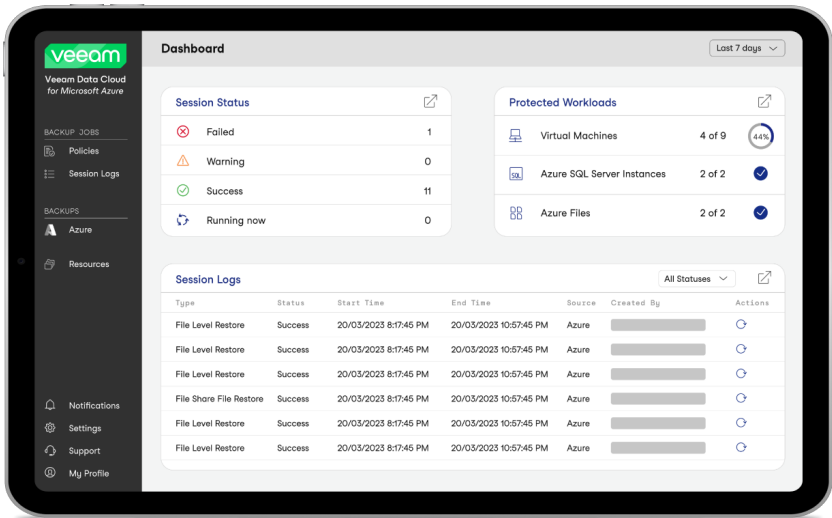 veeam
Veeam Data Cloud
for Microsoft Azure
BACKUP JOBS
Policies
Session Logs
BACKUPS
Azure
Resources
Notifications
Settings
Support
My Profile
Dashboard
Last 7 days
Session Status
Failed 1
Warning 0
Success 11
Running now 0
Protected Workloads
Virtual Machines 4 of 9 44%
SQL Azure SQL Server Instances 2 of 2
Azure Files 2 of 2
Session Logs All Statuses
Type Status Start Time End Time Source Created By Actions
File Level Restore Success 20/03/2023 8:17:45 PM 20/03/2023 10:57:45 PM Azure
File Level Restore Success 20/03/2023 8:17:45 PM 20/03/2023 10:57:45 PM Azure
File Level Restore Success 20/03/2023 8:17:45 PM 20/03/2023 10:57:45 PM Azure
File Share File Restore Success 20/03/2023 8:17:45 PM 20/03/2023 10:57:45 PM Azure
File Level Restore Success 20/03/2023 8:17:45 PM 20/03/2023 10:57:45 PM Azure
File Level Restore Success 20/03/2023 8:17:45 PM 20/03/2023 10:57:45 PM Azure